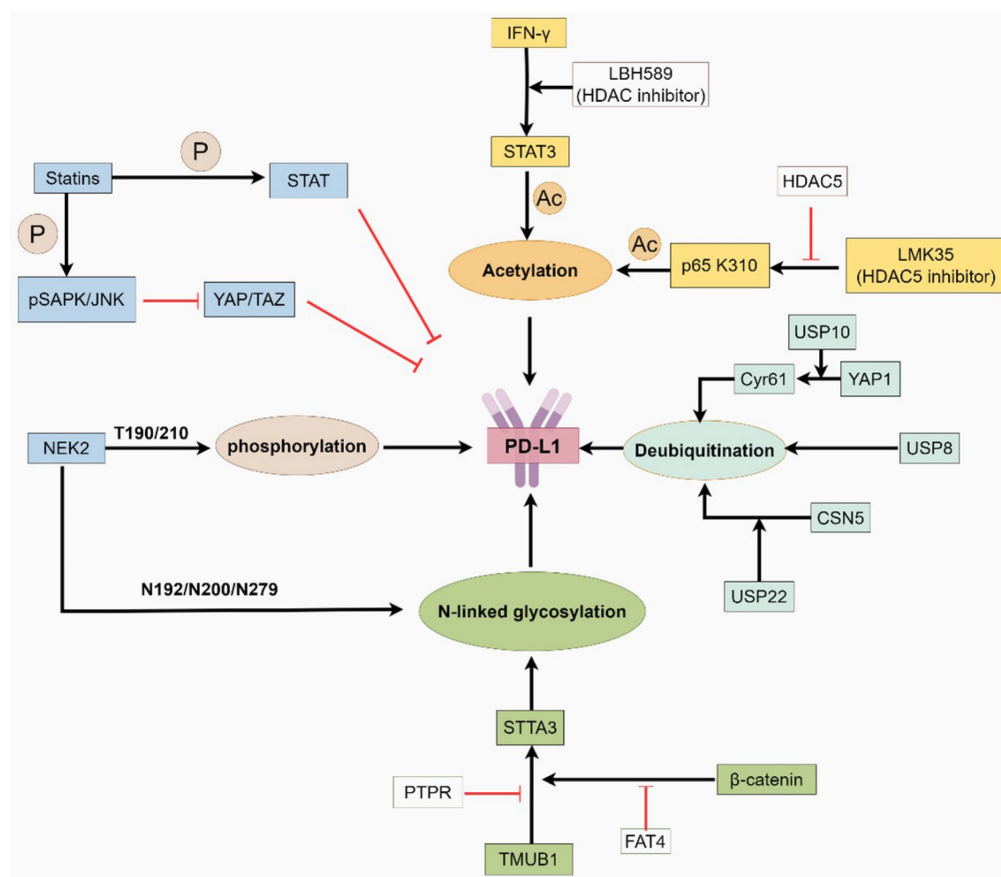 IFN-γ
LBH589
(HDAC inhibitor)
P
STAT3
HDAC5
Statins
STAT
Ac
P
Ac
LMK35
(HDAC5 inhibitor)
p65 K310
Acetylation
pSAPK/JNK
YAP/TAZ
USP10
Cyr61
YAP1
T190/210
NEK2
phosphorylation
PD-L1
Deubiquitination
USP8
CSN5
N192/N200/N279
USP22
N-linked glycosylation
STTA3
PTPR
β-catenin
FAT4
TMUB1